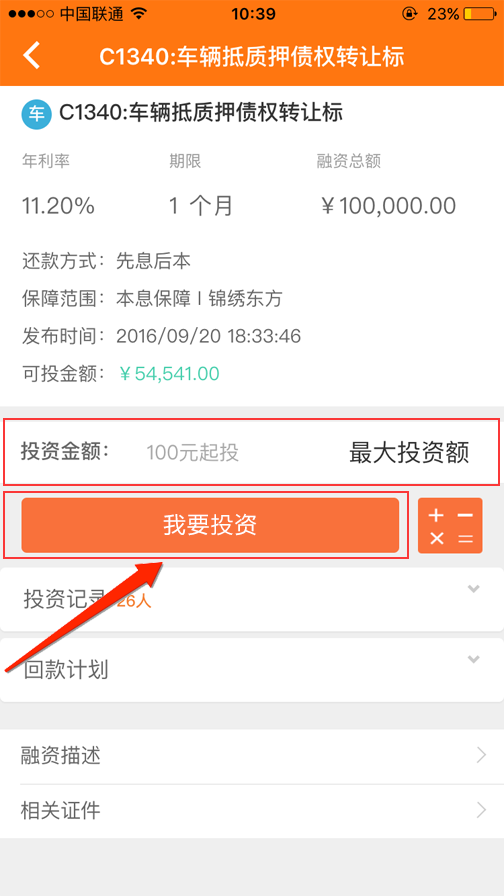 中国联通 10:39 23%
C1340:车辆抵质押债权转让标
车 C1340:车辆抵质押债权转让标
年利率 期限 融资总额
11.20% 1 个月 ￥100,000.00
还款方式： 先息后本
保障范围： 本息保障 | 锦绣东方
发布时间： 2016/09/20 18:33:46
可投金额： ￥54,541.00
投资金额： 100元起投 最大投资额
我要投资 + − × =
投资记录 26人
回款计划
融资描述
相关证件